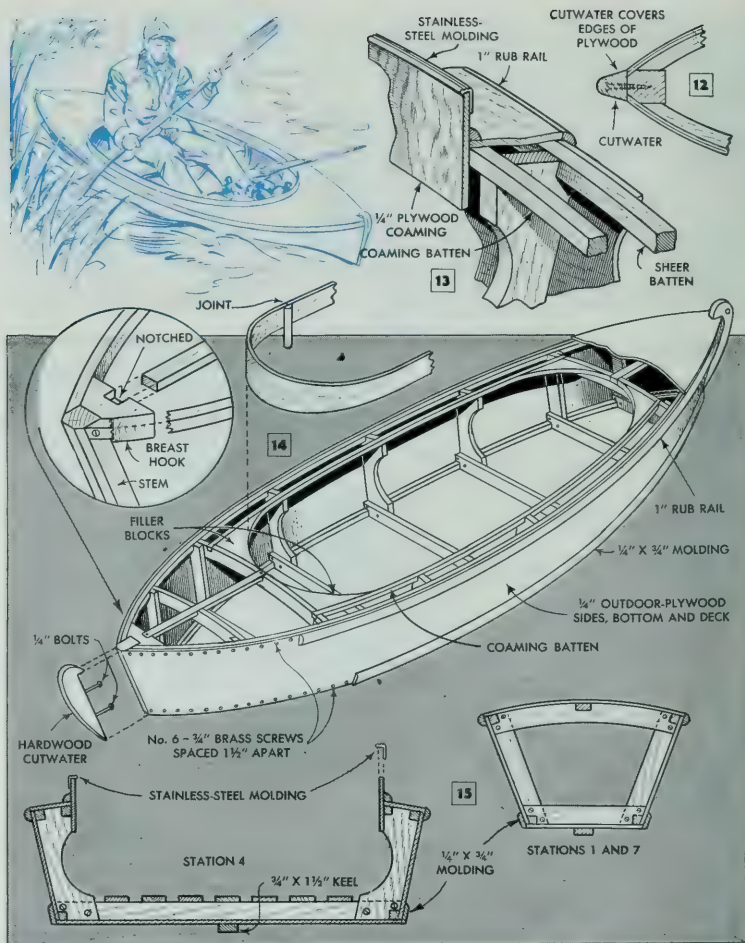 STAINLESS-
STEEL MOLDING
1" RUB RAIL
CUTWATER COVERS
EDGES OF
PLYWOOD
12
CUTWATER
¼" PLYWOOD
COAMING
COAMING BATTEN
SHEER
BATTEN
13
JOINT
NOTCHED
BREAST
HOOK
STEM
14
FILLER
BLOCKS
1" RUB RAIL
¼" X ¾" MOLDING
¼" OUTDOOR-PLYWOOD
SIDES, BOTTOM AND DECK
COAMING BATTEN
¼" BOLTS
HARDWOOD
CUTWATER
No. 6 – ¾" BRASS SCREWS
SPACED 1½" APART
STAINLESS-STEEL MOLDING
15
STATION 4
¾" X 1½" KEEL
¼" X ¾"
MOLDING
STATIONS 1 AND 7